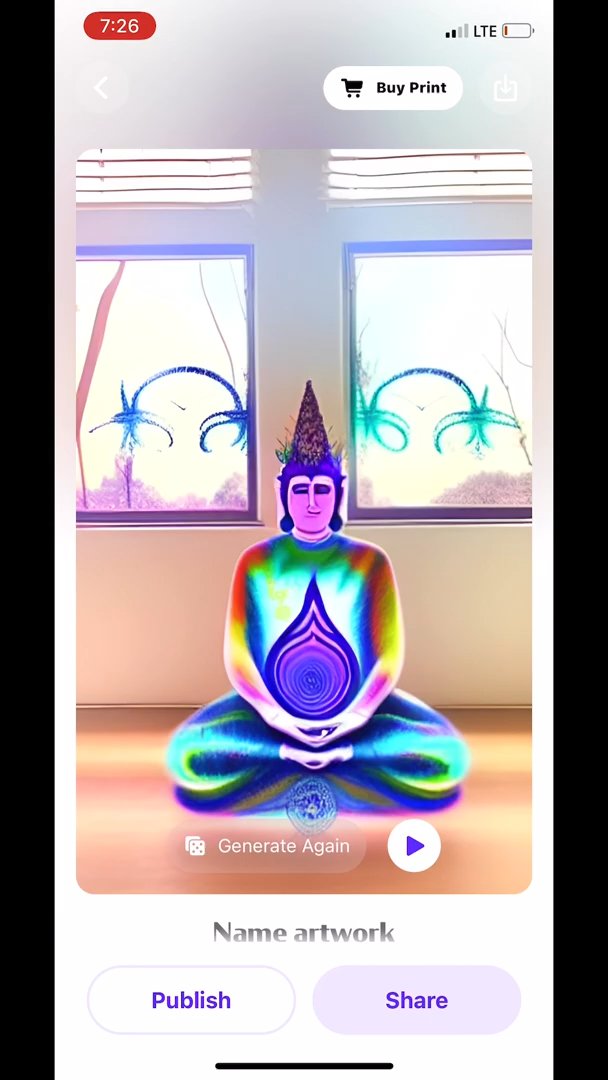 7:26
LTE
Buy Print
Generate Again
Name artwork
Publish
Share